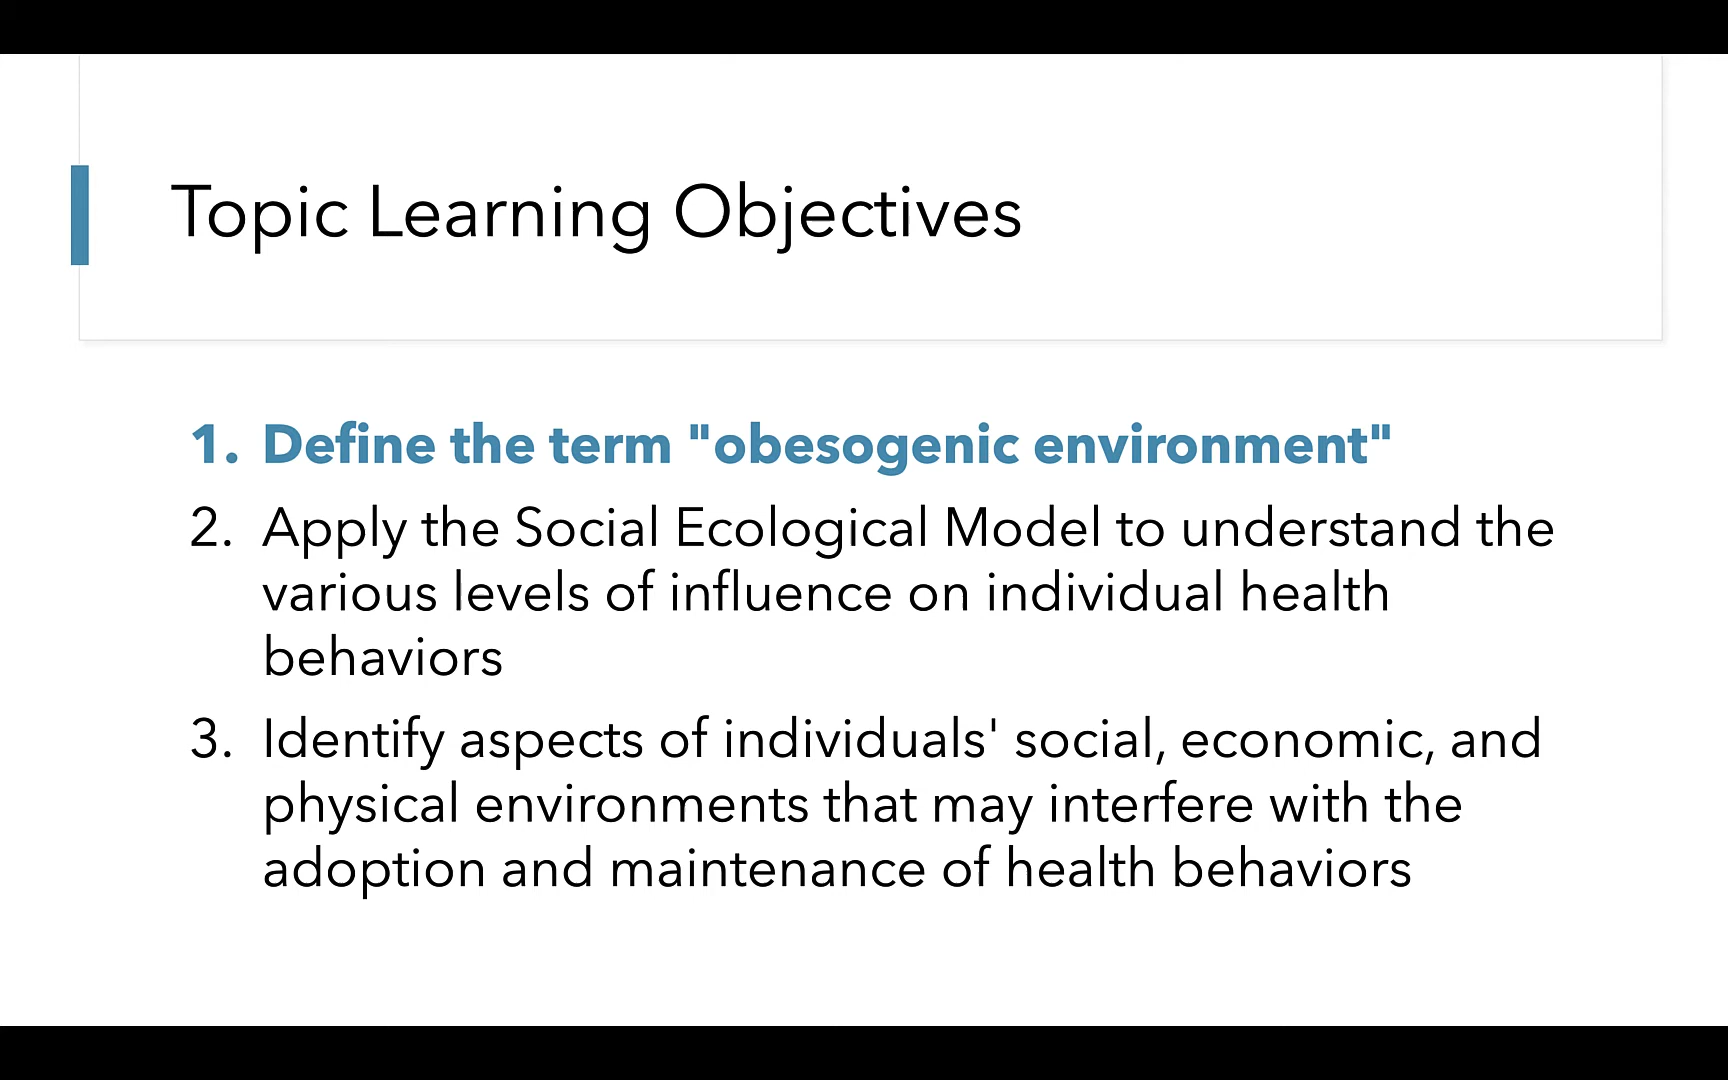 Topic Learning Objectives
1. Define the term "obesogenic environment"
2. Apply the Social Ecological Model to understand the
various levels of influence on individual health
behaviors
3. Identify aspects of individuals' social, economic, and
physical environments that may interfere with the
adoption and maintenance of health behaviors